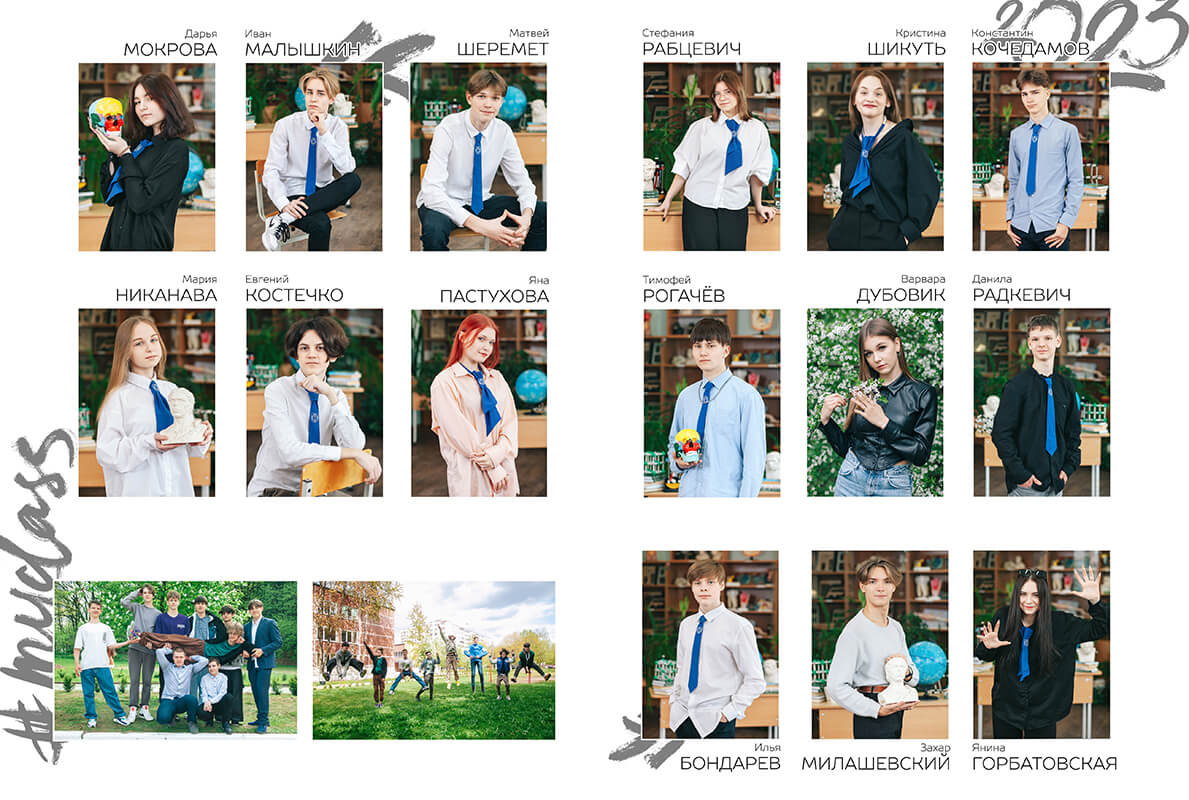 Дарья
МОКРОВА
Иван
МАЛЫШКИН
Матвей
ШЕРЕМЕТ
Стефания
РАБЦЕВИЧ
Кристина
ШИКУТЬ
Константин
КОЧЕДАМОВ
2023
Мария
НИКАНАВА
Евгений
КОСТЕЧКО
Яна
ПАСТУХОВА
Тимофей
РОГАЧЁВ
Варвара
ДУБОВИК
Данила
РАДКЕВИЧ
Илья
БОНДАРЕВ
Захар
МИЛАШЕВСКИЙ
Янина
ГОРБАТОВСКАЯ